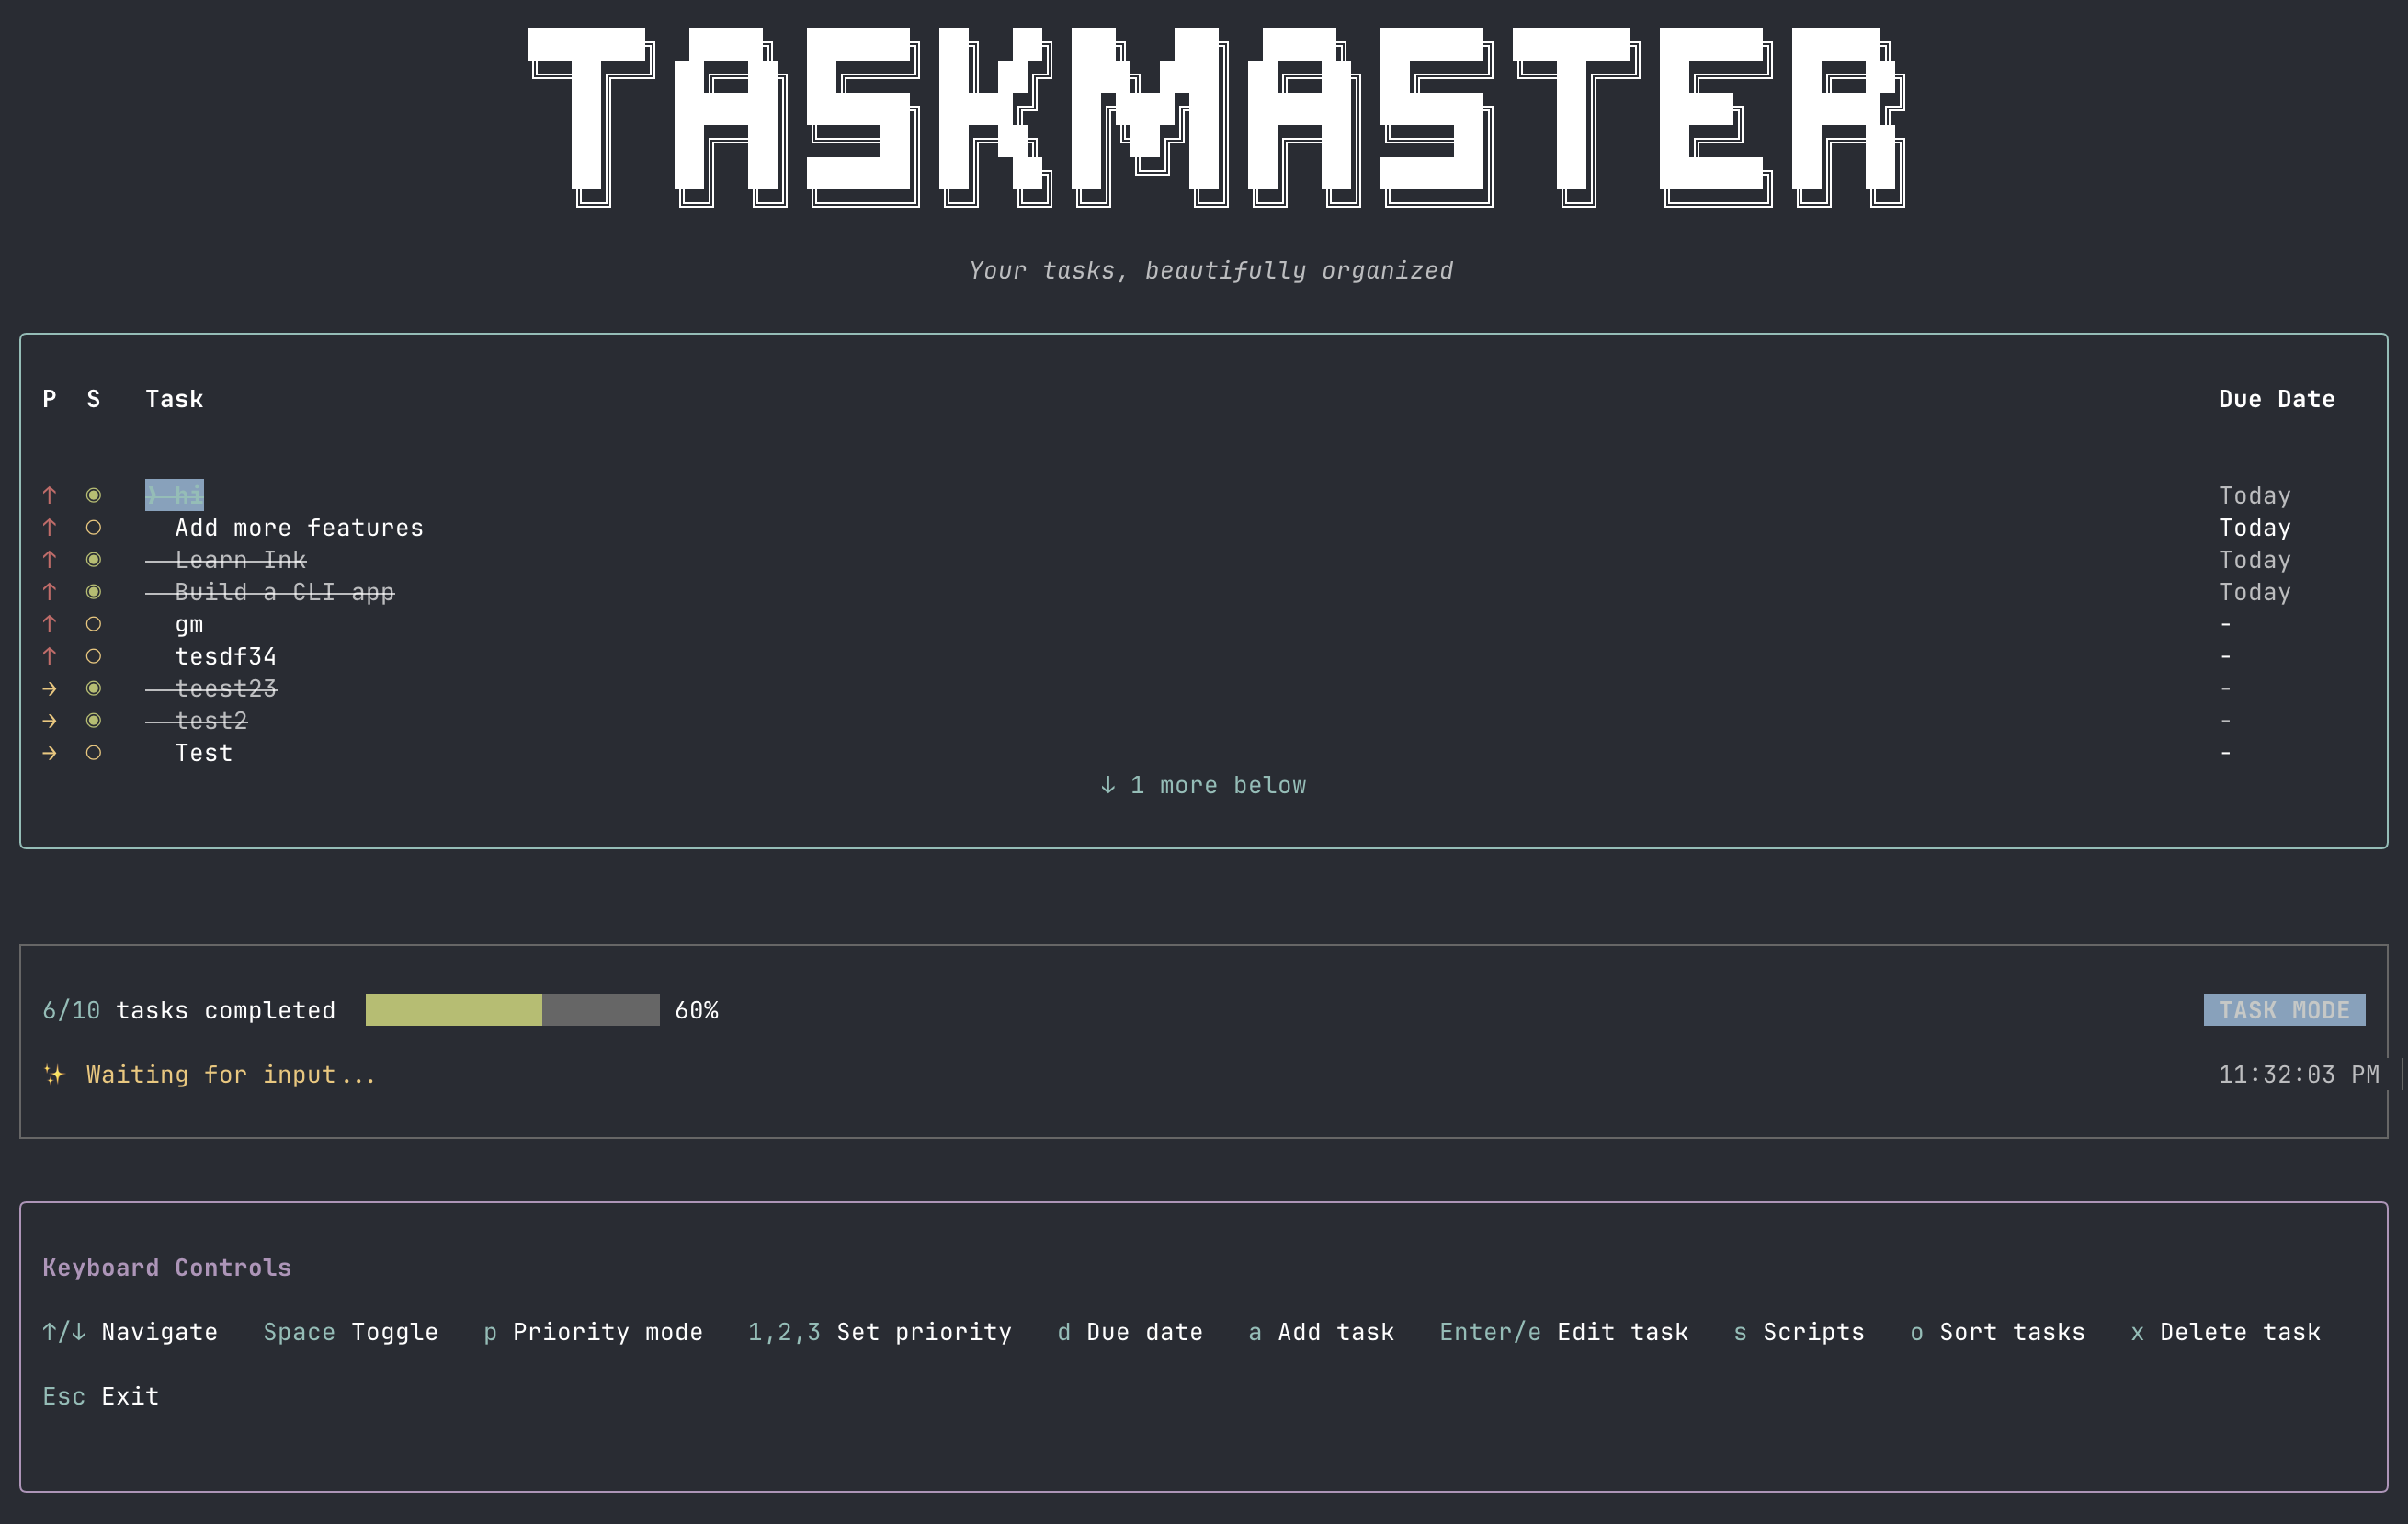 TASKMASTER
Your tasks, beautifully organized
P S Task Due Date
↑ ◉ ❯ hi Today
↑ ○ Add more features Today
↑ ◉ Learn Ink Today
↑ ◉ Build a CLI app Today
↑ ○ gm -
↑ ○ tesdf34 -
→ ◉ teest23 -
→ ◉ test2 -
→ ○ Test -
↓ 1 more below
6/10 tasks completed 60% TASK MODE
✨ Waiting for input... 11:32:03 PM
Keyboard Controls
↑/↓ Navigate Space Toggle p Priority mode 1,2,3 Set priority d Due date a Add task Enter/e Edit task s Scripts o Sort tasks x Delete task
Esc Exit